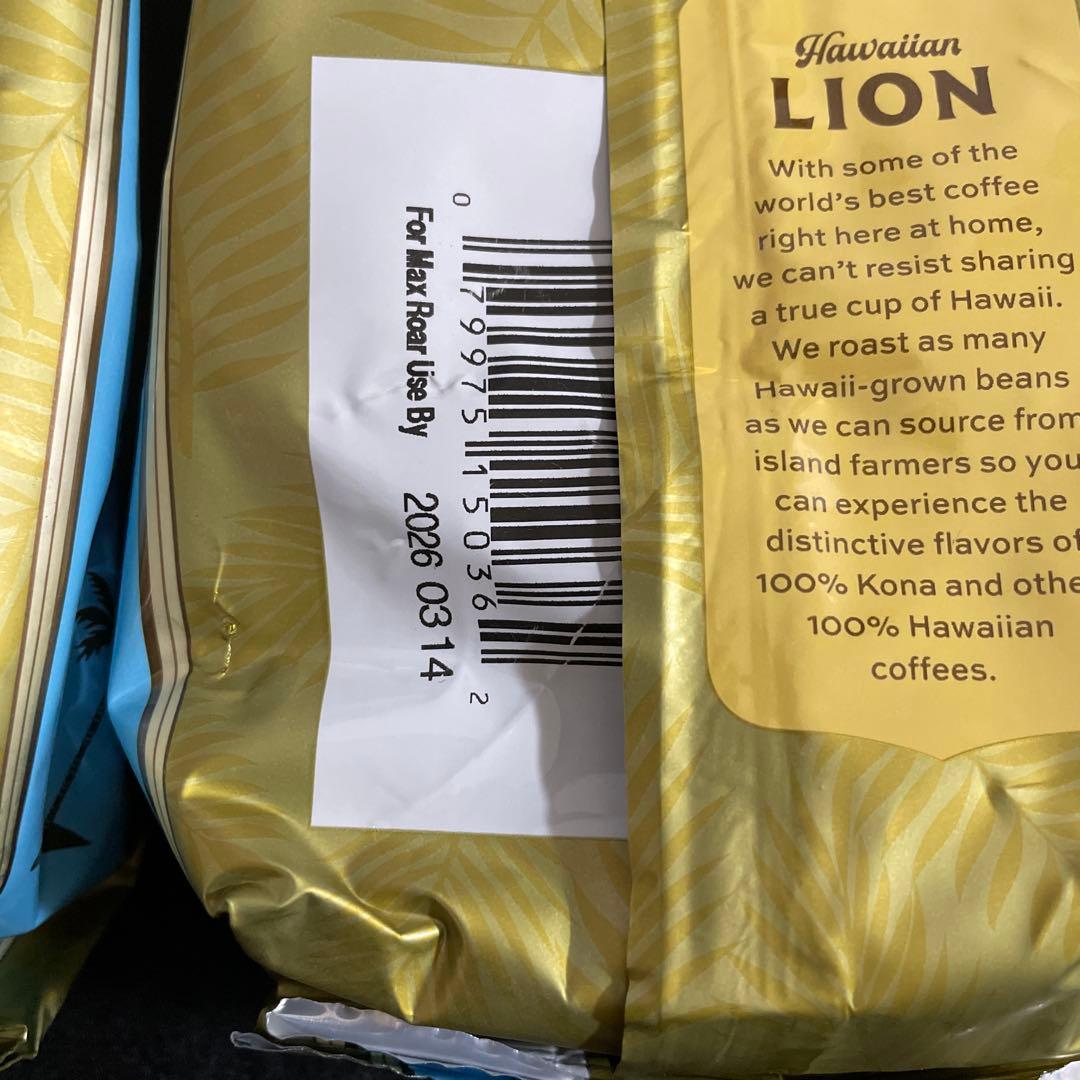 For Max Roar Use By 2026 03 14
0 79975 15036 2
Hawaiian
LION
With some of the
world's best coffee
right here at home,
we can't resist sharing
a true cup of Hawaii.
We roast as many
Hawaii-grown beans
as we can source from
island farmers so you
can experience the
distinctive flavors of
100% Kona and othe
100% Hawaiian
coffees.